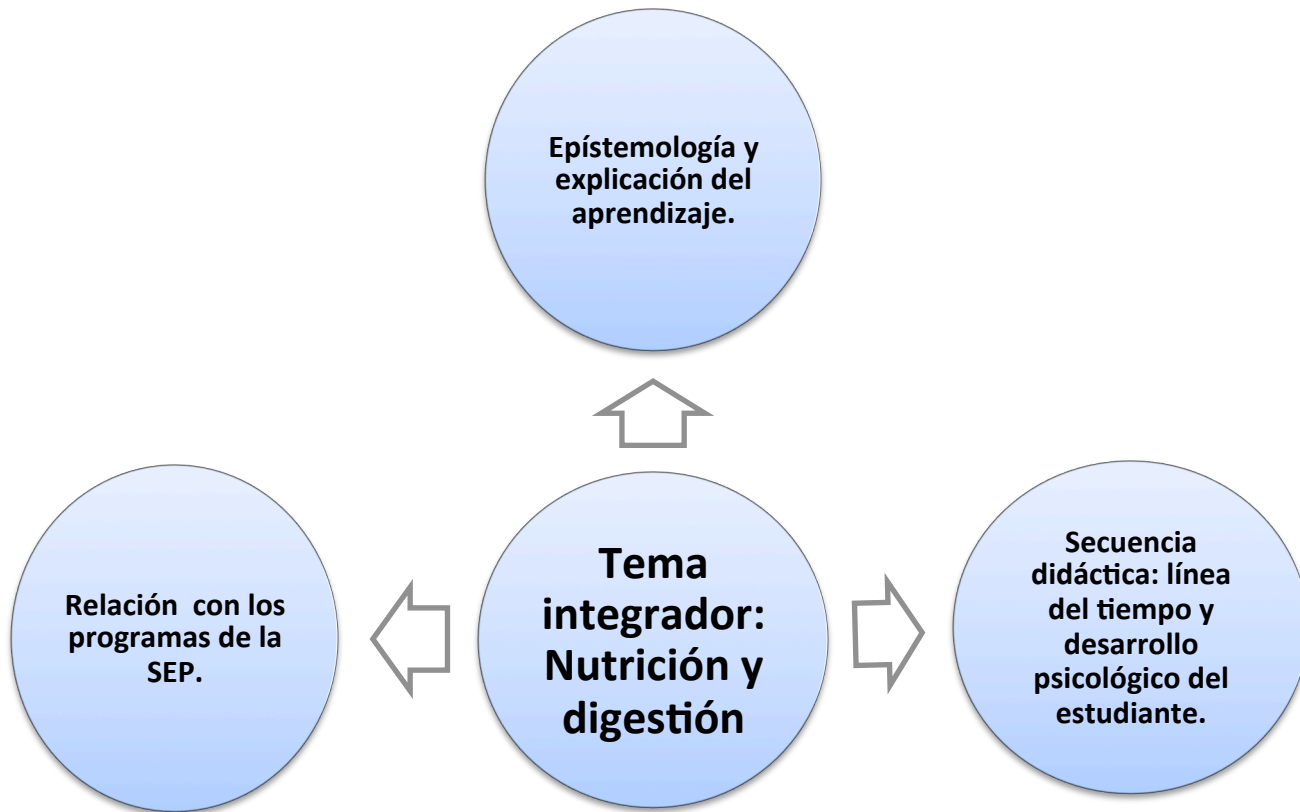 Epístemología y
explicación del
aprendizaje.
Relación con los
programas de la
SEP.
Tema
integrador:
Nutrición y
digestión
Secuencia
didáctica: línea
del tiempo y
desarrollo
psicológico del
estudiante.